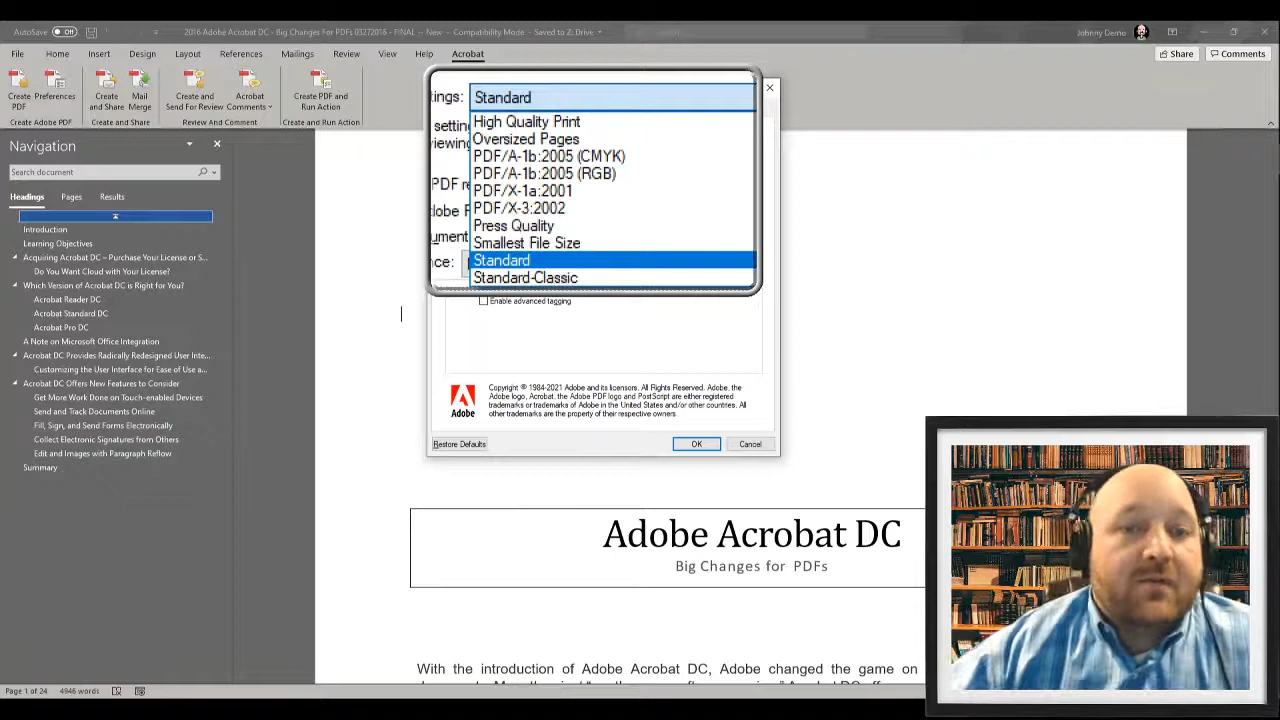 AutoSave Off
2016 Adobe Acrobat DC - Big Changes For PDFs 03272016 - FINAL -- New - Compatibility Mode - Saved to Z: Drive
Johnny Demo
File Home Insert Design Layout References Mailings Review View Help Acrobat
Share Comments
Create PDF
Preferences
Create and Share
Mail Merge
Create and Send For Review
Acrobat Comments
Create PDF and Run Action
Create Adobe PDF
Create and Share
Review And Comment
Create and Run Action
Navigation
Search document
Headings Pages Results
Introduction
Learning Objectives
Acquiring Acrobat DC – Purchase Your License or S...
Do You Want Cloud with Your License?
Which Version of Acrobat DC is Right for You?
Acrobat Reader DC
Acrobat Standard DC
Acrobat Pro DC
A Note on Microsoft Office Integration
Acrobat DC Provides Radically Redesigned User Inte...
Customizing the User Interface for Ease of Use a...
Acrobat DC Offers New Features to Consider
Get More Work Done on Touch-enabled Devices
Send and Track Documents Online
Fill, Sign, and Send Forms Electronically
Collect Electronic Signatures from Others
Edit and Images with Paragraph Reflow
Summary
tings: Standard
High Quality Print
Oversized Pages
PDF/A-1b:2005 (CMYK)
PDF/A-1b:2005 (RGB)
PDF/X-1a:2001
PDF/X-3:2002
Press Quality
Smallest File Size
Standard
Standard-Classic
setting
viewing
PDF re
dobe F
ument
nce:
Enable advanced tagging
Adobe
Copyright © 1984-2021 Adobe and its licensors. All Rights Reserved. Adobe, the
Adobe logo, Acrobat, the Adobe PDF logo and PostScript are either registered
trademarks or trademarks of Adobe in the United States and/or other countries. All
other trademarks are the property of their respective owners.
Restore Defaults OK Cancel
Adobe Acrobat DC
Big Changes for PDFs
With the introduction of Adobe Acrobat DC, Adobe changed the game on
Page 1 of 24 4946 words